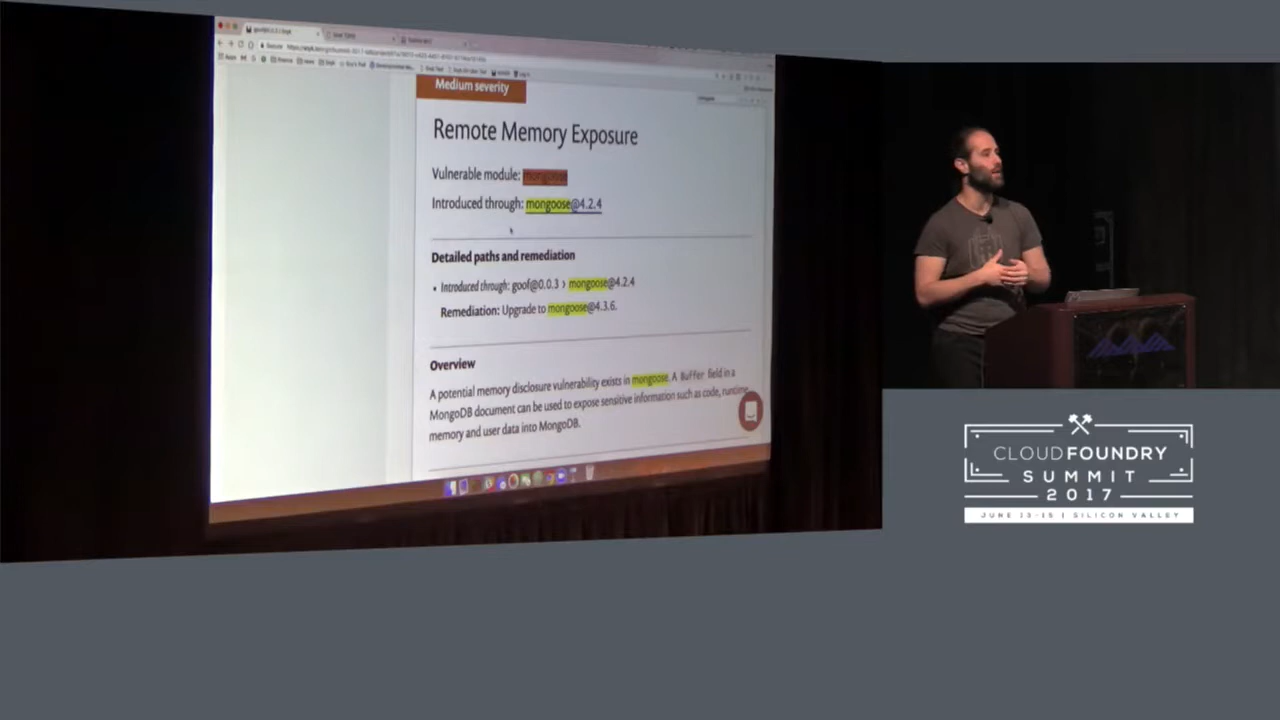 Medium severity
Remote Memory Exposure
Vulnerable module: mongoose
Introduced through: mongoose@4.2.4
Detailed paths and remediation
• Introduced through: goof@0.0.3 › mongoose@4.2.4
Remediation: Upgrade to mongoose@4.3.6.
Overview
A potential memory disclosure vulnerability exists in mongoose. A Buffer field in a
MongoDB document can be used to expose sensitive information such as code, runtime
memory and user data into MongoDB.
CLOUDFOUNDRY
SUMMIT
2017
JUNE 13-15 | SILICON VALLEY